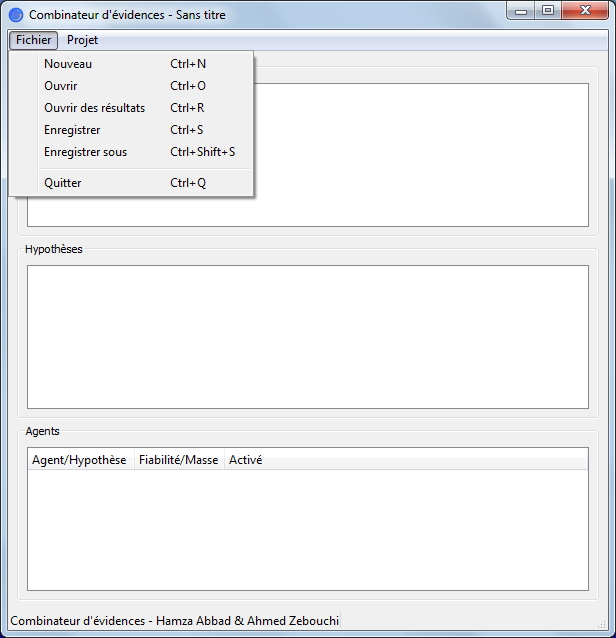 Combinateur d'évidences - Sans titre
Fichier Projet
Nouveau Ctrl+N
Ouvrir Ctrl+O
Ouvrir des résultats Ctrl+R
Enregistrer Ctrl+S
Enregistrer sous Ctrl+Shift+S
Quitter Ctrl+Q
Hypothèses
Agents
Agent/Hypothèse Fiabilité/Masse Activé
Combinateur d'évidences - Hamza Abbad & Ahmed Zebouchi